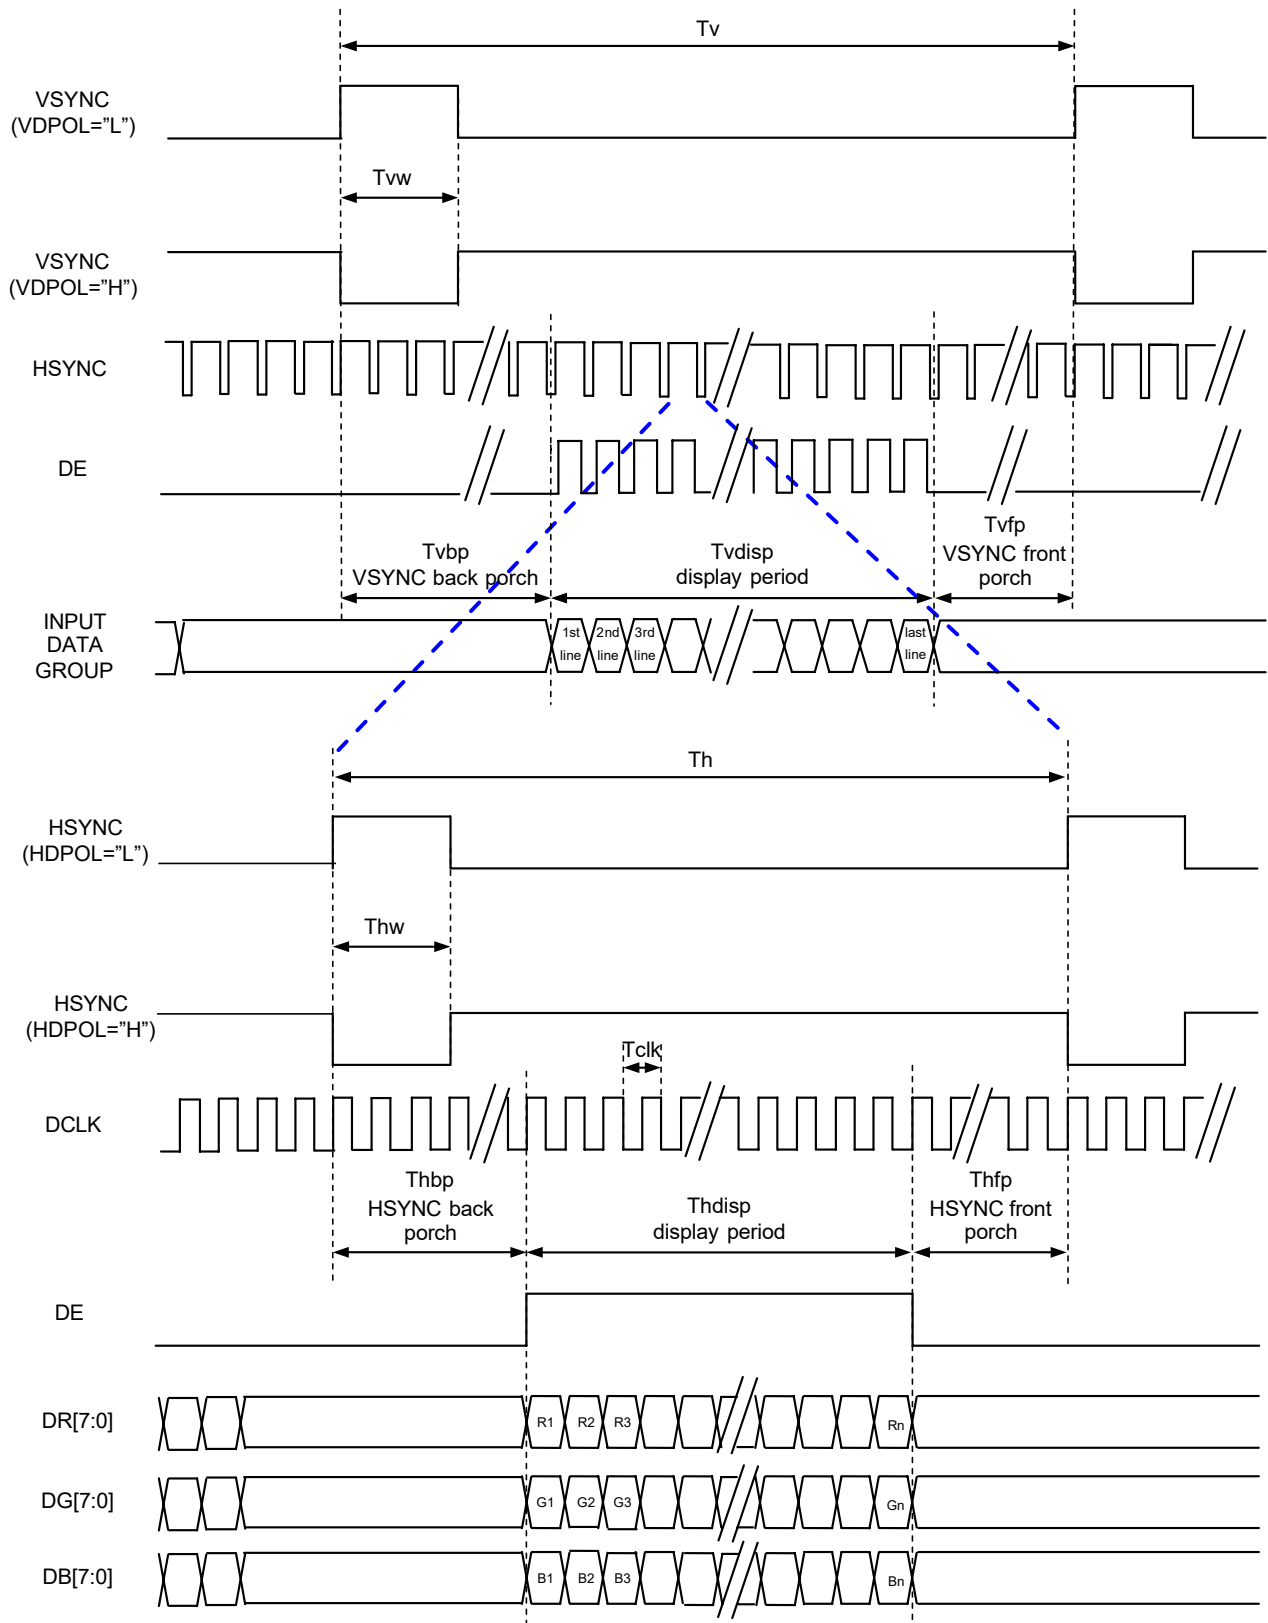 Tv
VSYNC
(VDPOL=”L”)
Tvw
VSYNC
(VDPOL=”H”)
HSYNC
DE
Tvbp
VSYNC back porch
Tvdisp
display period
Tvfp
VSYNC front
porch
INPUT
DATA
GROUP
1st
line
2nd
line
3rd
line
last
line
Th
HSYNC
(HDPOL=”L”)
Thw
HSYNC
(HDPOL=”H”)
Tclk
DCLK
Thbp
HSYNC back
porch
Thdisp
display period
Thfp
HSYNC front
porch
DE
DR[7:0]
R1
R2
R3
Rn
DG[7:0]
G1
G2
G3
Gn
DB[7:0]
B1
B2
B3
Bn